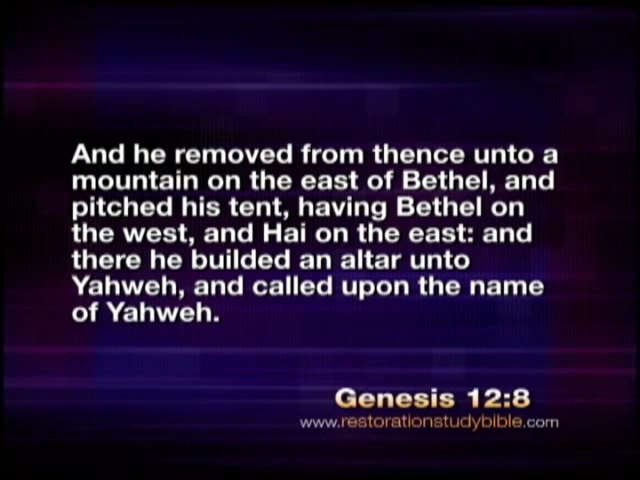 And he removed from thence unto a
mountain on the east of Bethel, and
pitched his tent, having Bethel on
the west, and Hai on the east: and
there he builded an altar unto
Yahweh, and called upon the name
of Yahweh.
Genesis 12:8
www.restorationstudybible.com